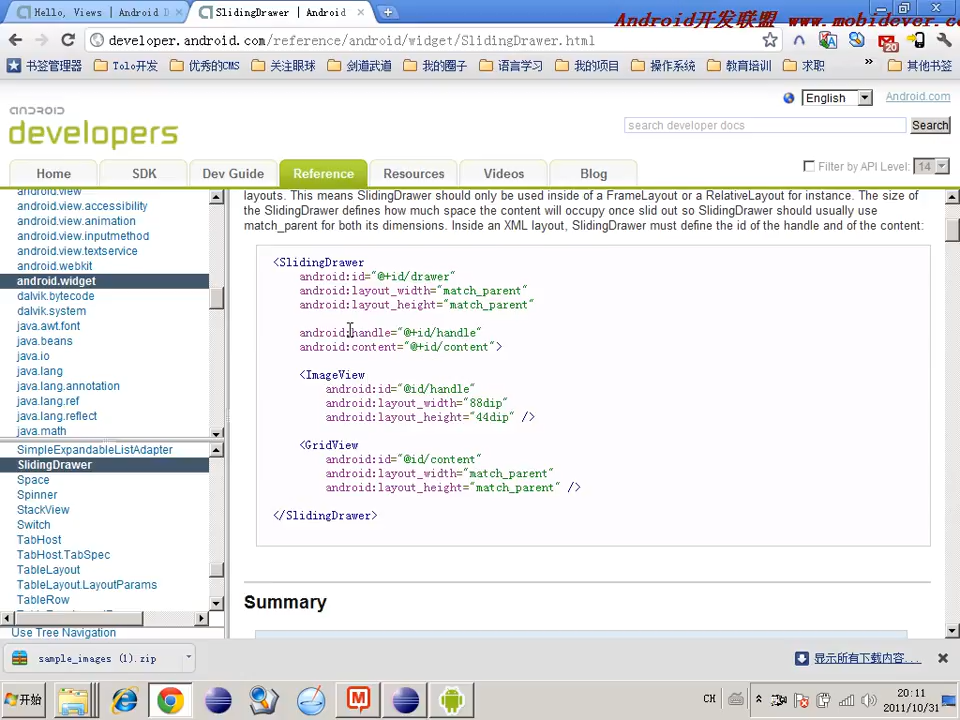 Hello, Views | Android D
SlidingDrawer | Android
Android开发联盟 www.mobidever.c
developer.android.com/reference/android/widget/SlidingDrawer.html
20
书签管理器
Tolo开发
优秀的CMS
关注眼球
剑道武道
我的圈子
语言学习
我的项目
操作系统
教育培训
求职
»
其他书签
English
Android.com
ANDROID
developers
search developer docs
Search
Home
SDK
Dev Guide
Reference
Resources
Videos
Blog
Filter by API Level: 14
android.view
android.view.accessibility
android.view.animation
android.view.inputmethod
android.view.textservice
android.webkit
android.widget
dalvik.bytecode
dalvik.system
java.awt.font
java.beans
java.io
java.lang
java.lang.annotation
java.lang.ref
java.lang.reflect
java.math
SimpleExpandableListAdapter
SlidingDrawer
Space
Spinner
StackView
Switch
TabHost
TabHost.TabSpec
TableLayout
TableLayout.LayoutParams
TableRow
Use Tree Navigation
layouts. This means SlidingDrawer should only be used inside of a FrameLayout or a RelativeLayout for instance. The size of
the SlidingDrawer defines how much space the content will occupy once slid out so SlidingDrawer should usually use
match_parent for both its dimensions. Inside an XML layout, SlidingDrawer must define the id of the handle and of the content:
<SlidingDrawer
android:id="@+id/drawer"
android:layout_width="match_parent"
android:layout_height="match_parent"
android:handle="@+id/handle"
android:content="@+id/content">
<ImageView
android:id="@id/handle"
android:layout_width="88dip"
android:layout_height="44dip" />
<GridView
android:id="@id/content"
android:layout_width="match_parent"
android:layout_height="match_parent" />
</SlidingDrawer>
Summary
sample_images (1).zip
显示所有下载内容...
开始
CH
20:11
2011/10/31